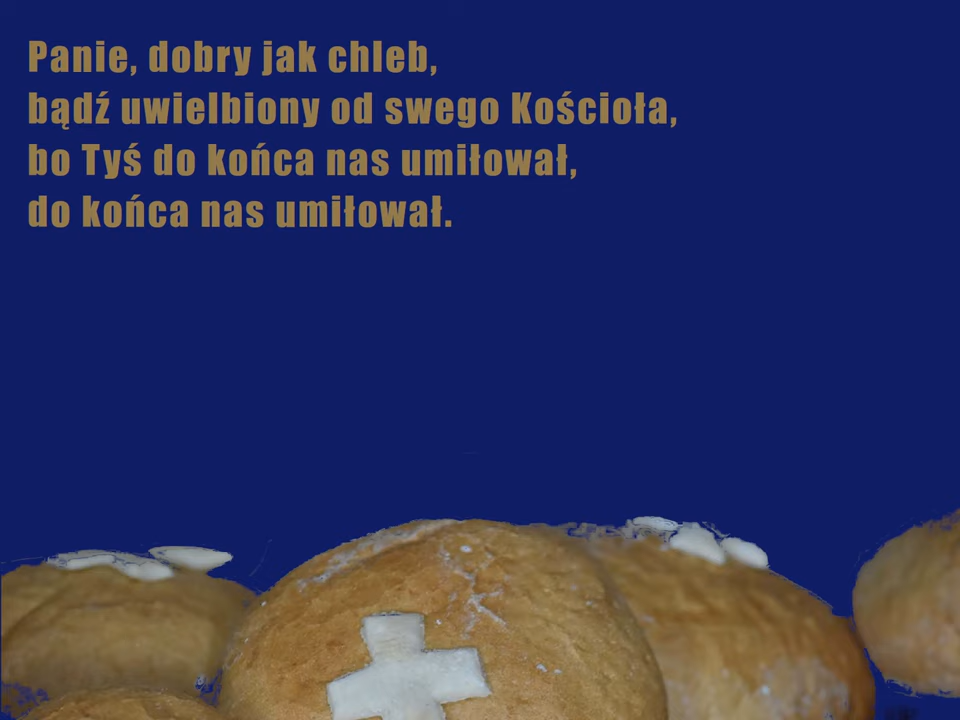 Panie, dobry jak chleb,
bądź uwielbiony od swego Kościoła,
bo Tyś do końca nas umiłował,
do końca nas umiłował.